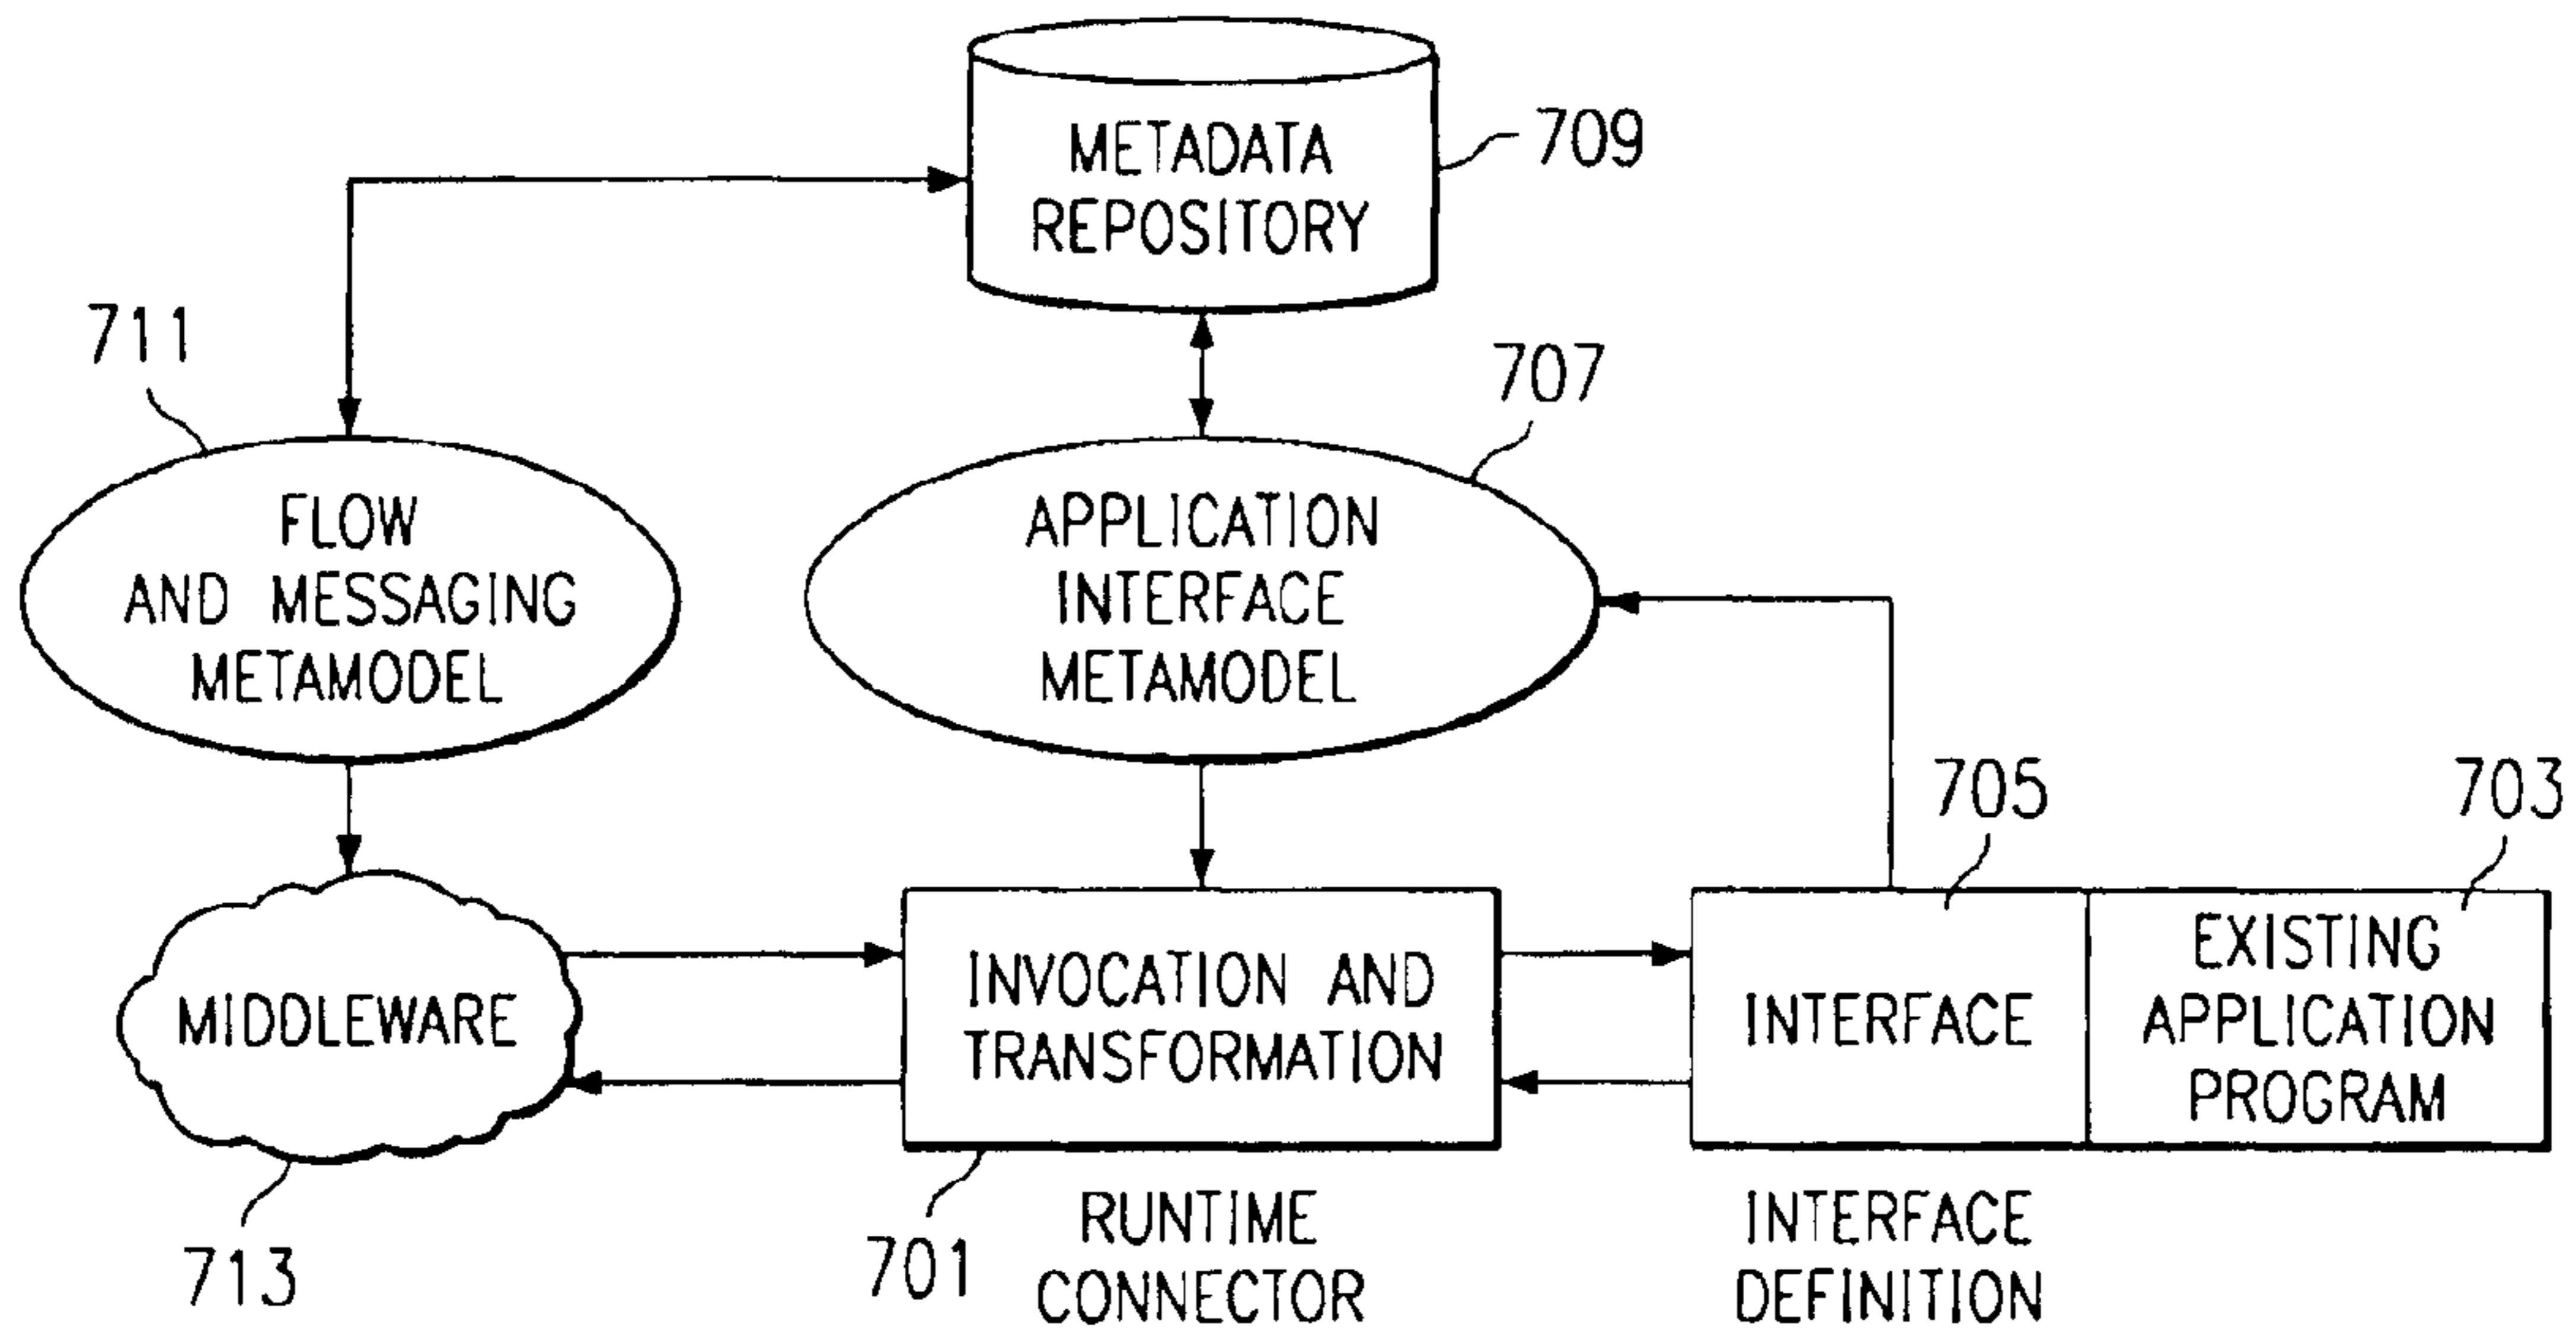 METADATA
REPOSITORY
709
711
707
FLOW
AND MESSAGING
METAMODEL
APPLICATION
INTERFACE
METAMODEL
705
703
MIDDLEWARE
INVOCATION AND
TRANSFORMATION
INTERFACE
EXISTING
APPLICATION
PROGRAM
713
701
RUNTIME
CONNECTOR
INTERFACE
DEFINITION